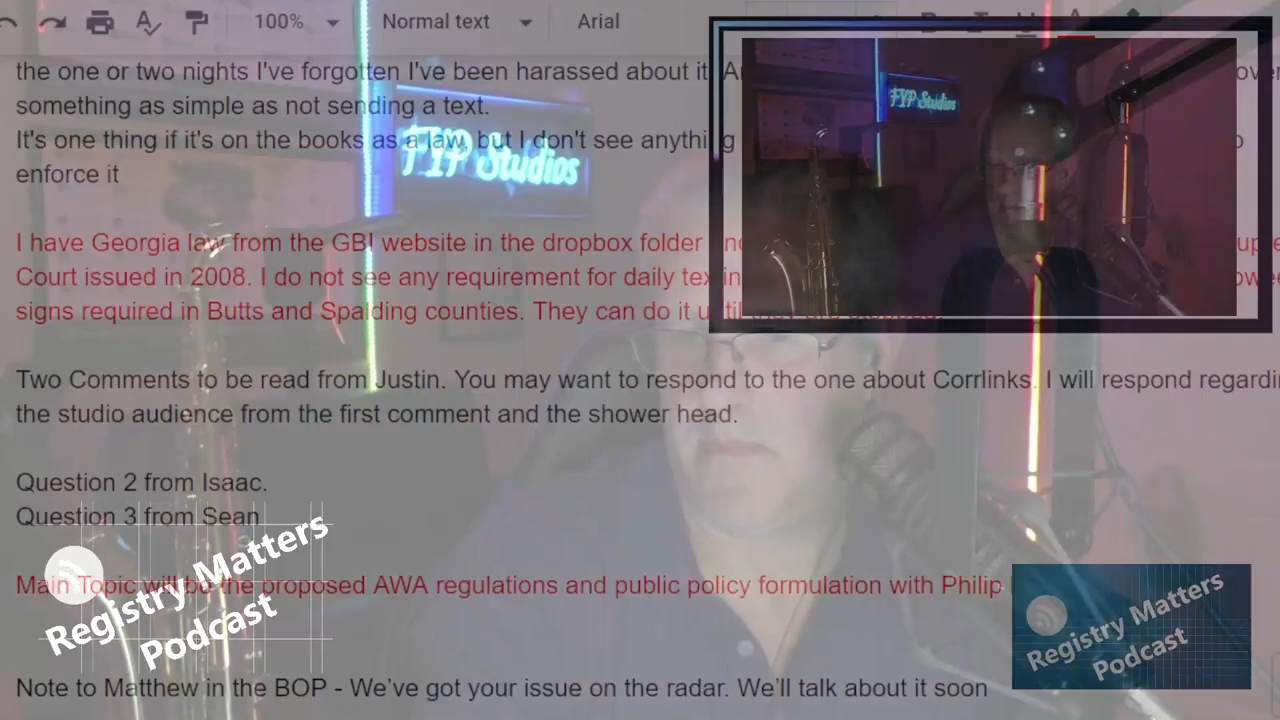 100%
Normal text
Arial
the one or two nights I've forgotten I've been harassed about it
something as simple as not sending a text.
It's one thing if it's on the books as a law, but I don't see anything
enforce it
FYP Studios
FYP Studios
I have Georgia law from the GBI website in the dropbox folder
Court issued in 2008. I do not see any requirement for daily
signs required in Butts and Spalding counties. They can do it until they are stopped.
Two Comments to be read from Justin. You may want to respond to the one about Corrlinks. I will respond
the studio audience from the first comment and the shower head.
Question 2 from Isaac.
Question 3 from Sean
Main Topic will be the proposed AWA regulations and public policy formulation with Philip
Registry Matters
Podcast
Registry Matters
Podcast
Note to Matthew in the BOP - We've got your issue on the radar. We'll talk about it soon